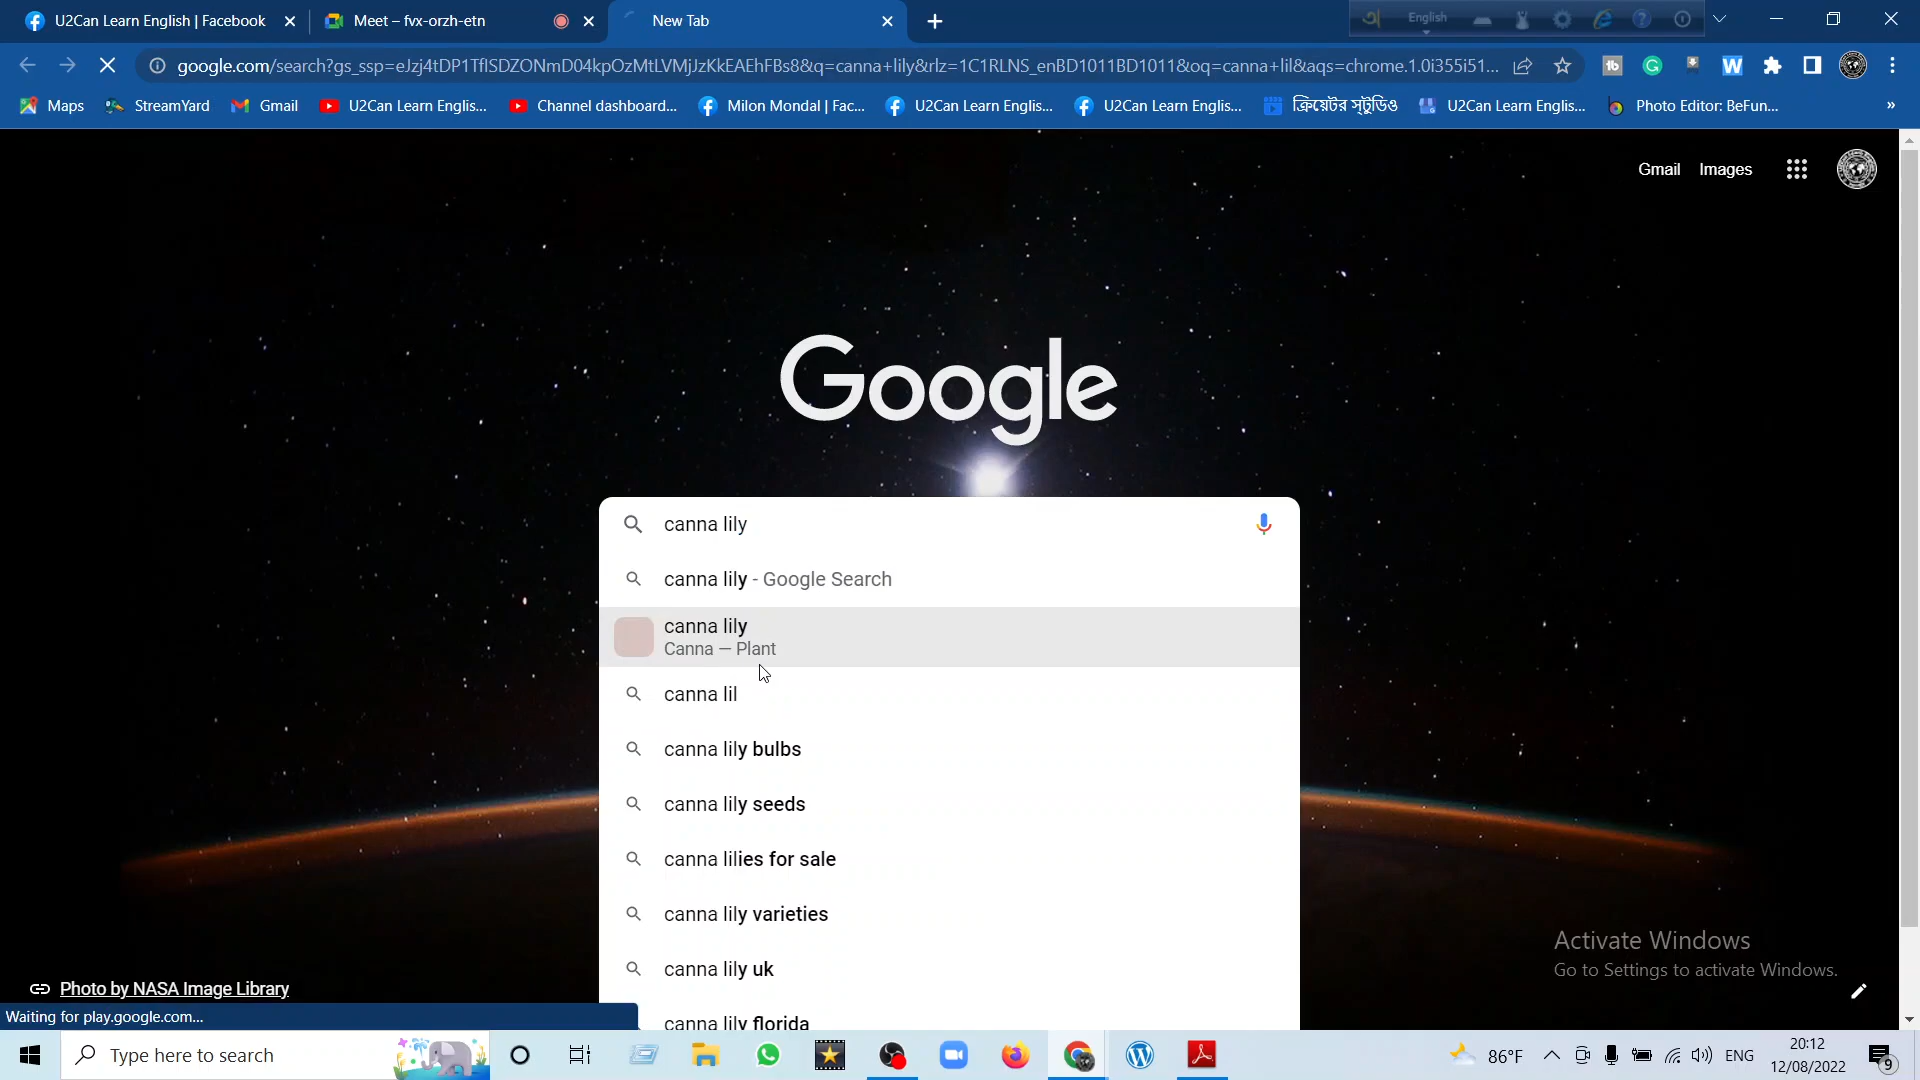 U2Can Learn English | Facebook
Meet – fvx-orzh-etn
New Tab
English
google.com/search?gs_ssp=eJzj4tDP1TflSDZONmD04kpOzMtLVMjJzKkEAEhFBs8&q=canna+lily&rlz=1C1RLNS_enBD1011BD1011&oq=canna+lil&aqs=chrome.1.0i355i51...
Maps
StreamYard
Gmail
U2Can Learn Englis...
Channel dashboard...
Milon Mondal | Fac...
U2Can Learn Englis...
U2Can Learn Englis...
ক্রিয়েটর স্টুডিও
U2Can Learn Englis...
Photo Editor: BeFun...
»
Gmail Images
Google
canna lily
canna lily - Google Search
canna lily
Canna — Plant
canna lil
canna lily bulbs
canna lily seeds
canna lilies for sale
canna lily varieties
canna lily uk
canna lily florida
Activate Windows
Go to Settings to activate Windows.
Photo by NASA Image Library
Waiting for play.google.com...
Type here to search
86°F
ENG
20:12
12/08/2022
9